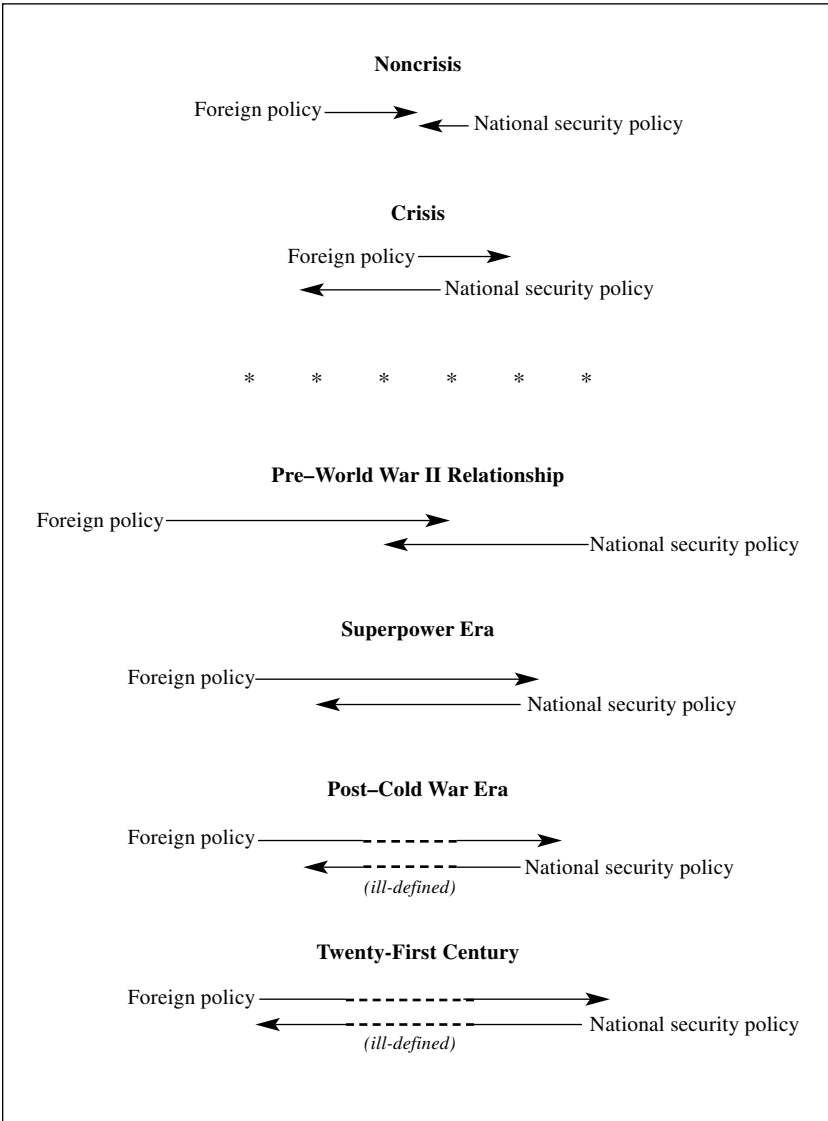 Noncrisis
Foreign policy
National security policy
Crisis
Foreign policy
National security policy
* * * * * *
Pre–World War II Relationship
Foreign policy
National security policy
Superpower Era
Foreign policy
National security policy
Post–Cold War Era
Foreign policy
National security policy
(ill-defined)
Twenty-First Century
Foreign policy
National security policy
(ill-defined)